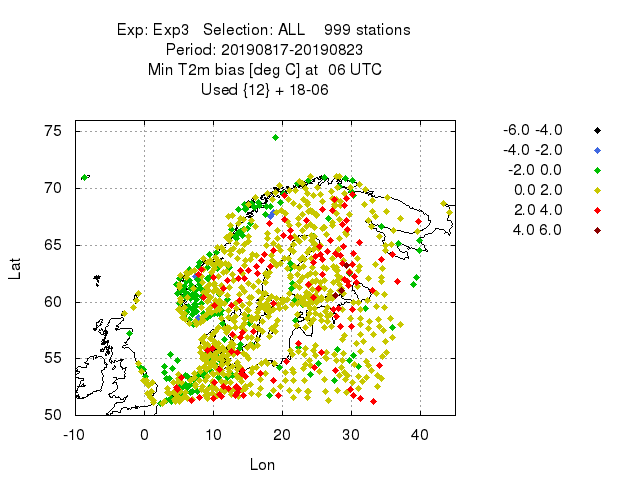 Exp: Exp3 Selection: ALL 999 stations
Period: 20190817-20190823
Min T2m bias [deg C] at 06 UTC
Used {12} + 18-06
75
70
65
60
55
50
-10 0 10 20 30 40
Lat
Lon
-6.0 -4.0
-4.0 -2.0
-2.0 0.0
0.0 2.0
2.0 4.0
4.0 6.0